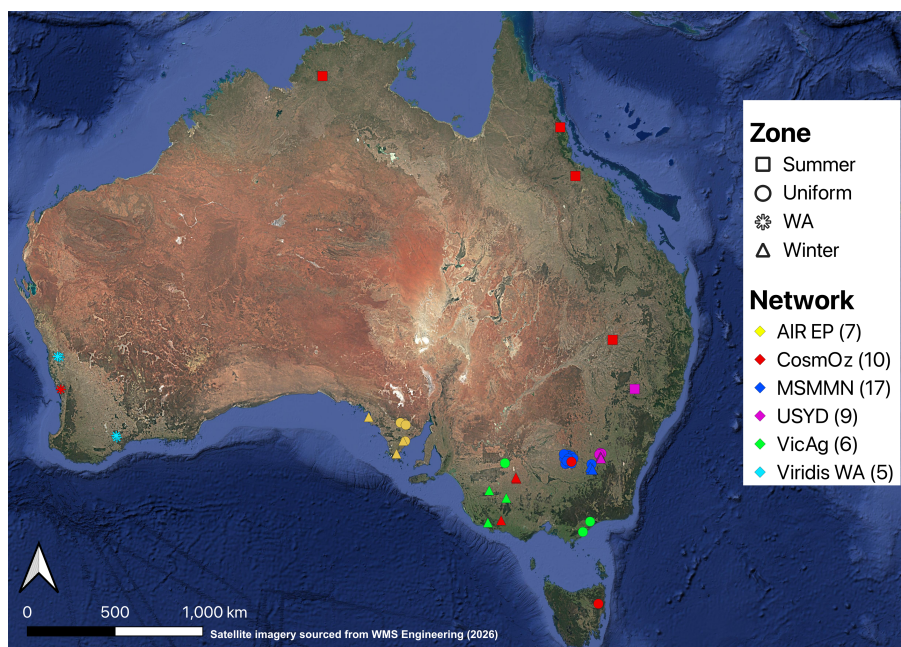 Zone
Summer
Uniform
WA
Winter
Network
AIR EP (7)
CosmOz (10)
MSMMN (17)
USYD (9)
VicAg (6)
Viridis WA (5)
0 500 1,000 km
Satellite imagery sourced from WMS Engineering (2026)